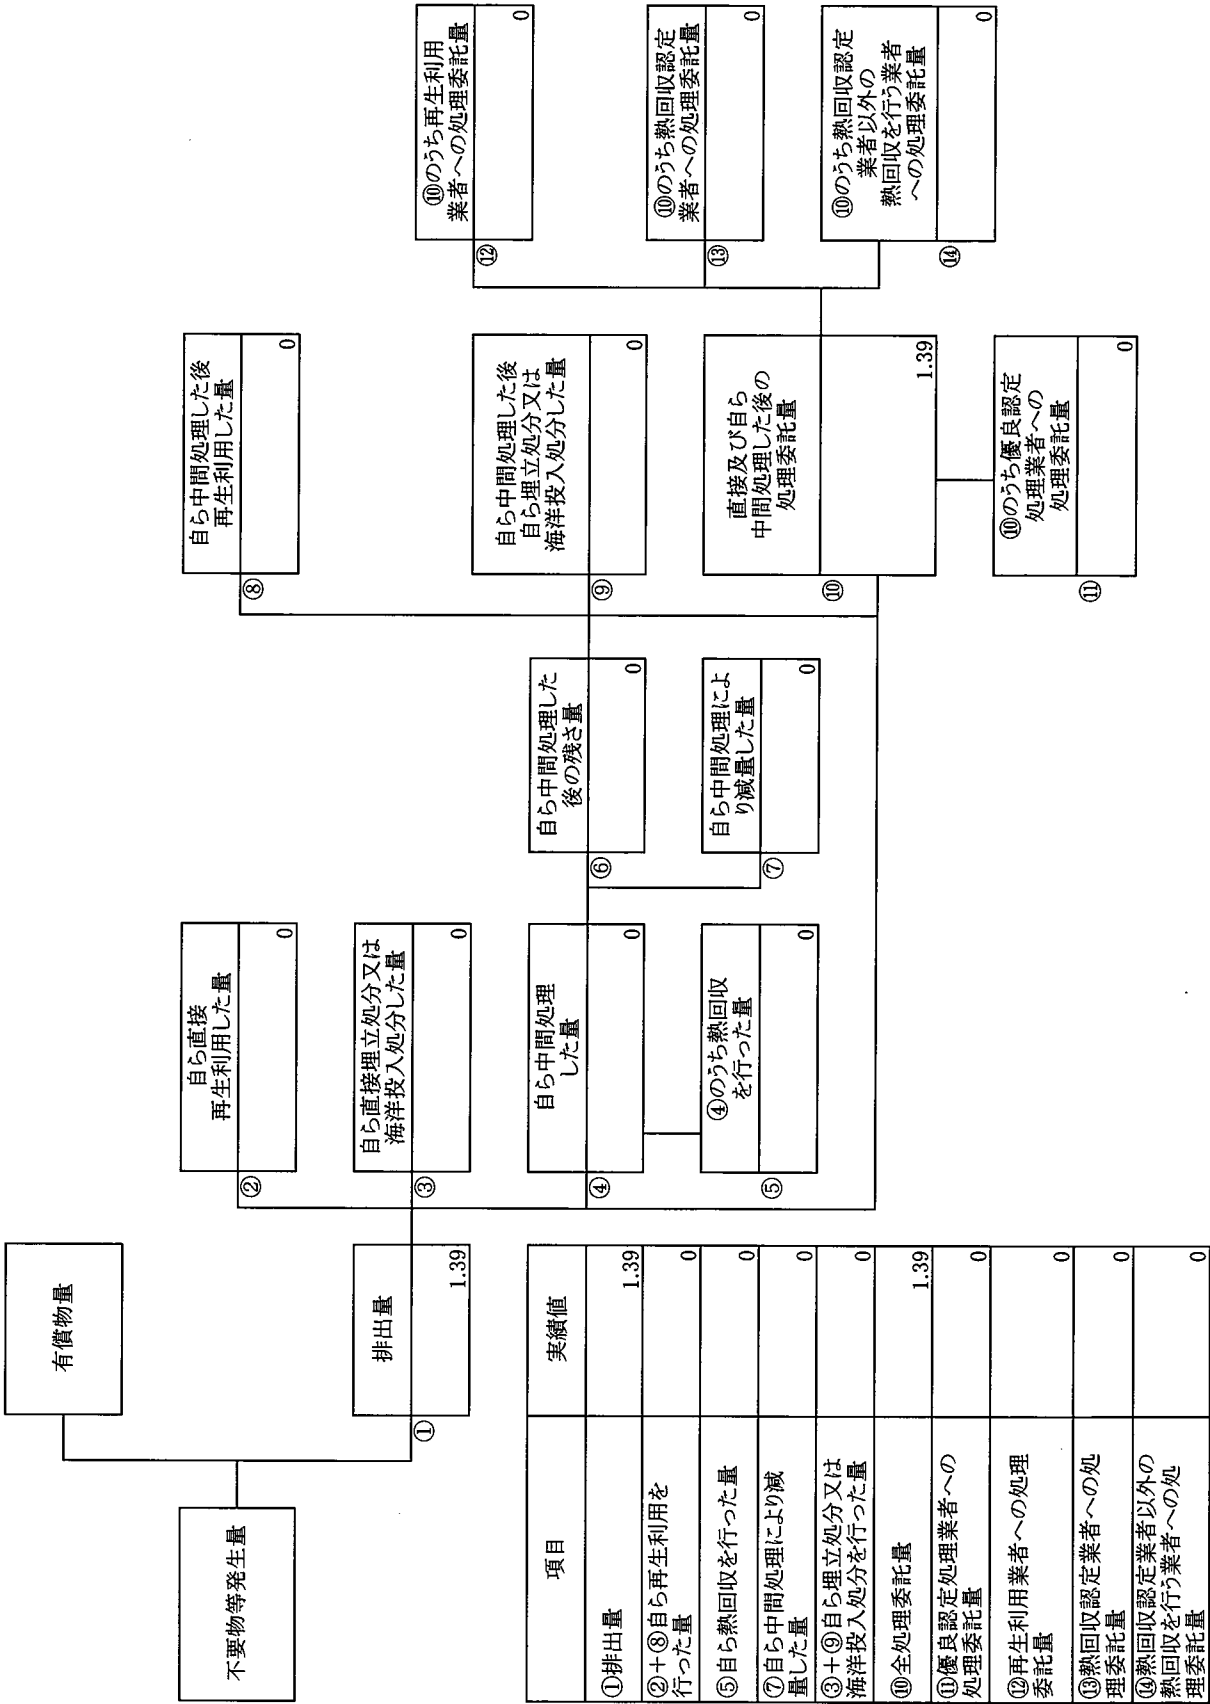 不要物等発生量
有償物量
排出量
①
1.39
自ら直接
再生利用した量
②
0
自ら直接埋立処分又は
海洋投入処分した量
③
0
自ら中間処理
した量
④
0
④のうち熱回収
を行った量
⑤
0
自ら中間処理した
後の残さ量
⑥
0
自ら中間処理によ
り減量した量
⑦
0
自ら中間処理した後
再生利用した量
⑧
0
自ら中間処理した後
自ら埋立処分又は
海洋投入処分した量
⑨
0
直接及び自ら
中間処理した後の
処理委託量
⑩
1.39
⑩のうち優良認定
処理業者への
処理委託量
⑪
0
⑩のうち再生利用
業者への処理委託量
⑫
0
⑩のうち熱回収認定
業者への処理委託量
⑬
0
⑩のうち熱回収認定
業者以外の
熱回収を行う業者
への処理委託量
⑭
0
項目 実績値
①排出量 1.39
②+⑧自ら再生利用を
行った量 0
⑤自ら熱回収を行った量 0
⑦自ら中間処理により減
量した量 0
③+⑨自ら埋立処分又は
海洋投入処分を行った量 0
⑩全処理委託量 1.39
⑪優良認定処理業者への
処理委託量 0
⑫再生利用業者への処理
委託量 0
⑬熱回収認定業者への処
理委託量 0
⑭熱回収認定業者以外の
熱回収を行う業者への処
理委託量 0